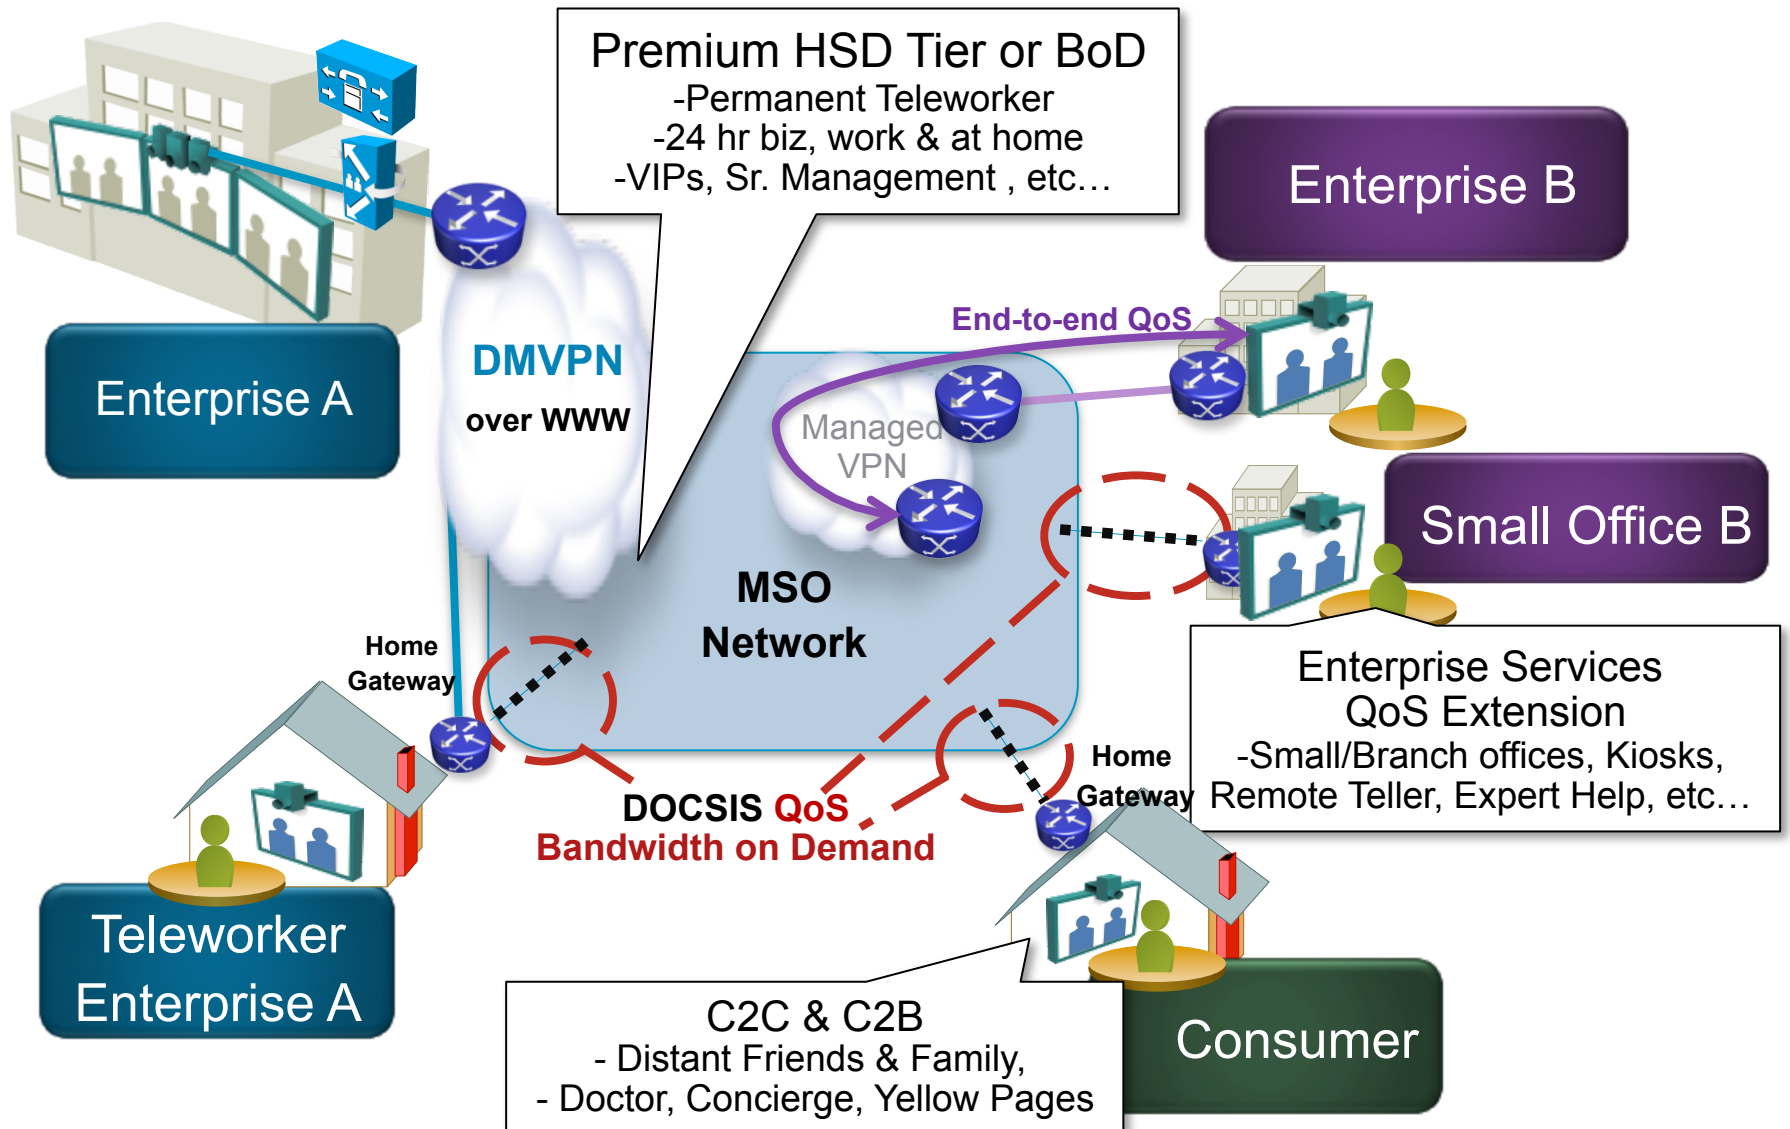 Premium HSD Tier or BoD
-Permanent Teleworker
-24 hr biz, work & at home
-VIPs, Sr. Management , etc…
Enterprise B
End-to-end QoS
Enterprise A
DMVPN
over WWW
Managed
VPN
Small Office B
MSO
Network
Home
Gateway
Enterprise Services
QoS Extension
-Small/Branch offices, Kiosks,
Remote Teller, Expert Help, etc…
Home
Gateway
DOCSIS QoS
Bandwidth on Demand
Teleworker
Enterprise A
C2C & C2B
- Distant Friends & Family,
- Doctor, Concierge, Yellow Pages
Consumer